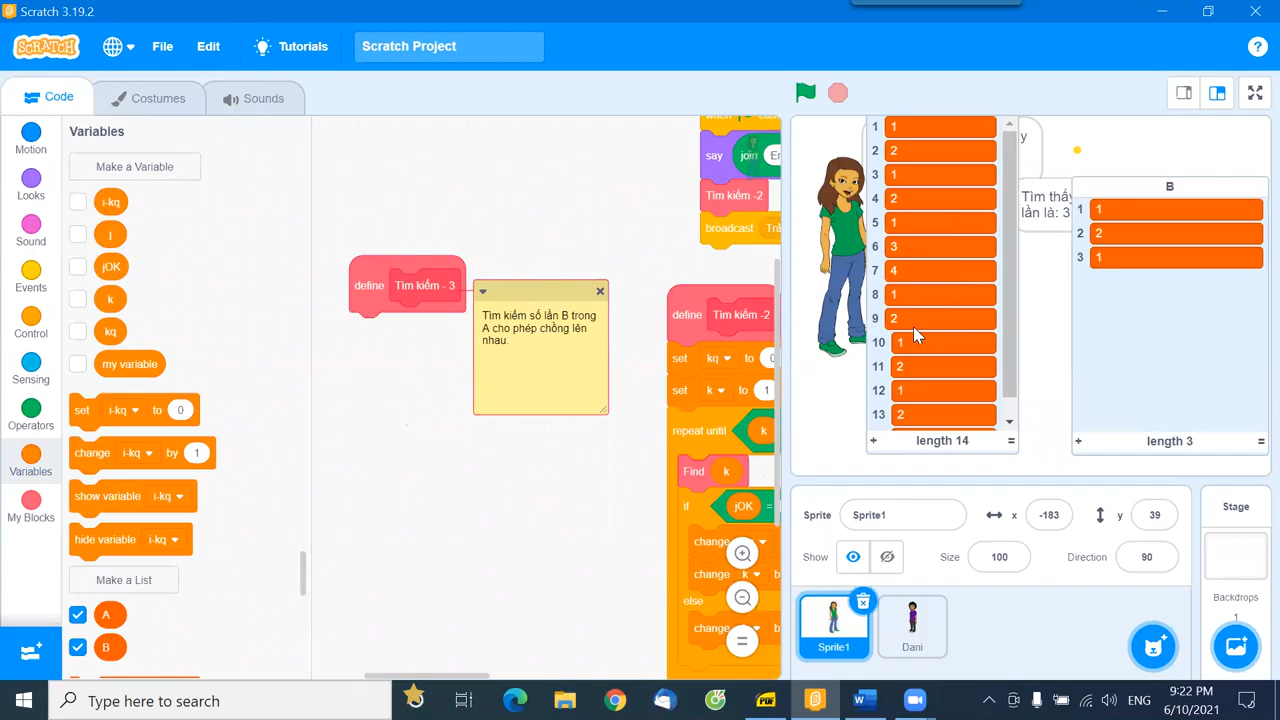 Scratch 3.19.2
SCRATCH
File
Edit
Tutorials
Scratch Project
Code
Costumes
Sounds
Motion
Looks
Sound
Events
Control
Sensing
Operators
Variables
My Blocks
Variables
Make a Variable
i-kq
j
jOK
k
kq
my variable
set i-kq to 0
change i-kq by 1
show variable i-kq
hide variable i-kq
Make a List
A
B
define Tìm kiếm - 3
Tìm kiếm số lần B trong
A cho phép chồng lên
nhau.
say join
Tìm kiếm -2
broadcast
define Tìm kiếm -2
set kq to
set k to 1
repeat until k
Find k
if jOK =
change
change k
else
change
1 1
2 2
3 1
4 2
5 1
6 3
7 4
8 1
9 2
10 1
11 2
12 1
13 2
+ length 14 =
y
Tìm thấy
lần là: 3
B
1 1
2 2
3 1
+ length 3 =
Sprite
Sprite1
x
-183
y
39
Show
Size
100
Direction
90
Sprite1
Dani
Stage
Backdrops
1
Type here to search
ENG
9:22 PM
6/10/2021